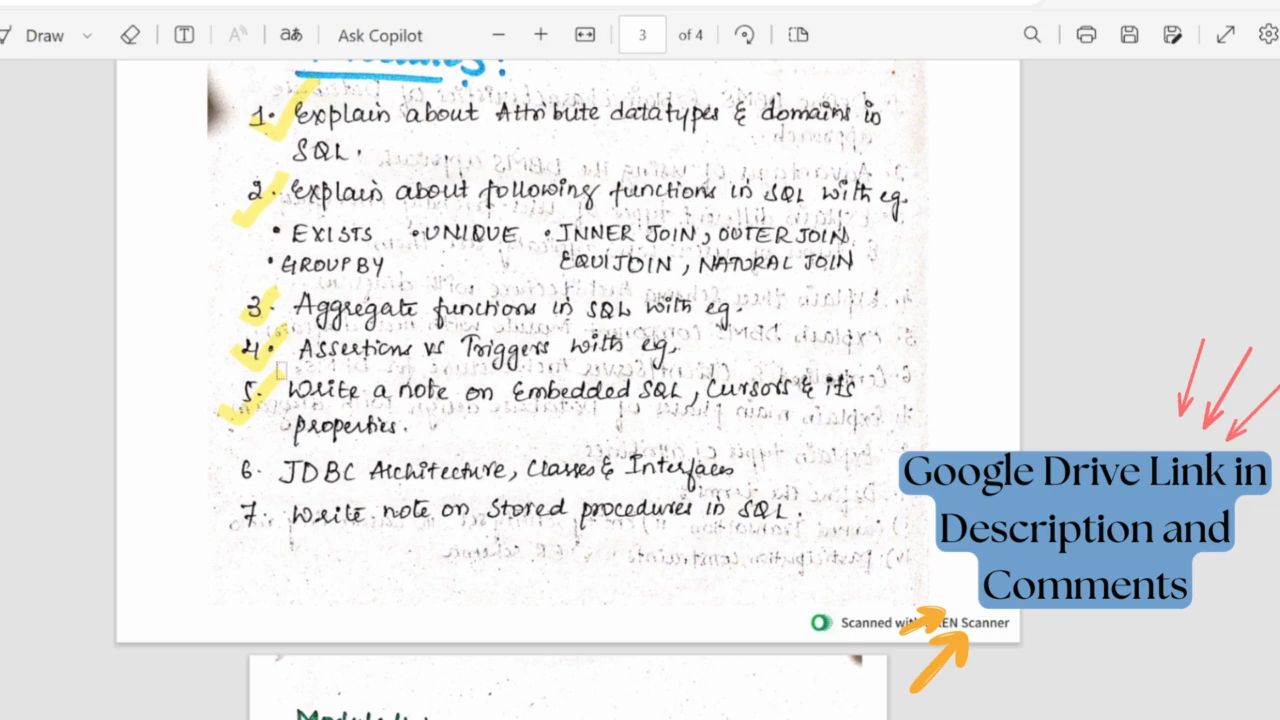 Draw
Ask Copilot
3 of 4
1. Explain about Attribute datatypes & domains in
SQL.
2. Explain about following functions in SQL with eg.
• EXISTS • UNIQUE • INNER JOIN, OUTER JOIN
• GROUP BY EQUIJOIN, NATURAL JOIN
3. Aggregate functions in SQL with eg.
4. Assertions vs Triggers with eg.
5. Write a note on Embedded SQL, Cursors & its
properties.
6. JDBC Architecture, Classes & Interfaces
7. Write note on Stored procedures in SQL.
Google Drive Link in
Description and
Comments
Scanned with Scanner